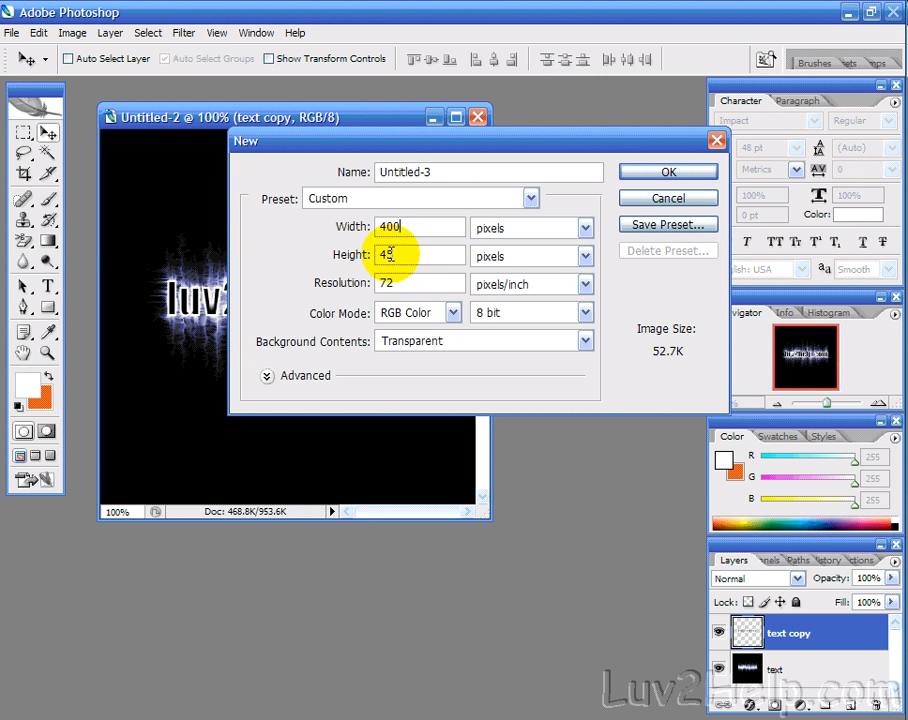 Adobe Photoshop
File Edit Image Layer Select Filter View Window Help
Auto Select Layer Auto Select Groups Show Transform Controls
Brushes
Untitled-2 @ 100% (text copy, RGB/8)
New
Name: Untitled-3
OK
Preset: Custom
Cancel
Width: 400 pixels
Save Preset...
Height: pixels
Delete Preset...
Resolution: 72 pixels/inch
Color Mode: RGB Color 8 bit
Image Size:
52.7K
Background Contents: Transparent
Advanced
100% Doc: 468.8K/953.6K
Character Paragraph
Impact Regular
48 pt (Auto)
Metrics 0
100% 100%
0 pt Color:
English: USA Smooth
Info Histogram
Color Swatches Styles
R 255
G 255
B 255
Layers Paths
Normal Opacity: 100%
Lock: Fill: 100%
text copy
text
Luv2Help.com